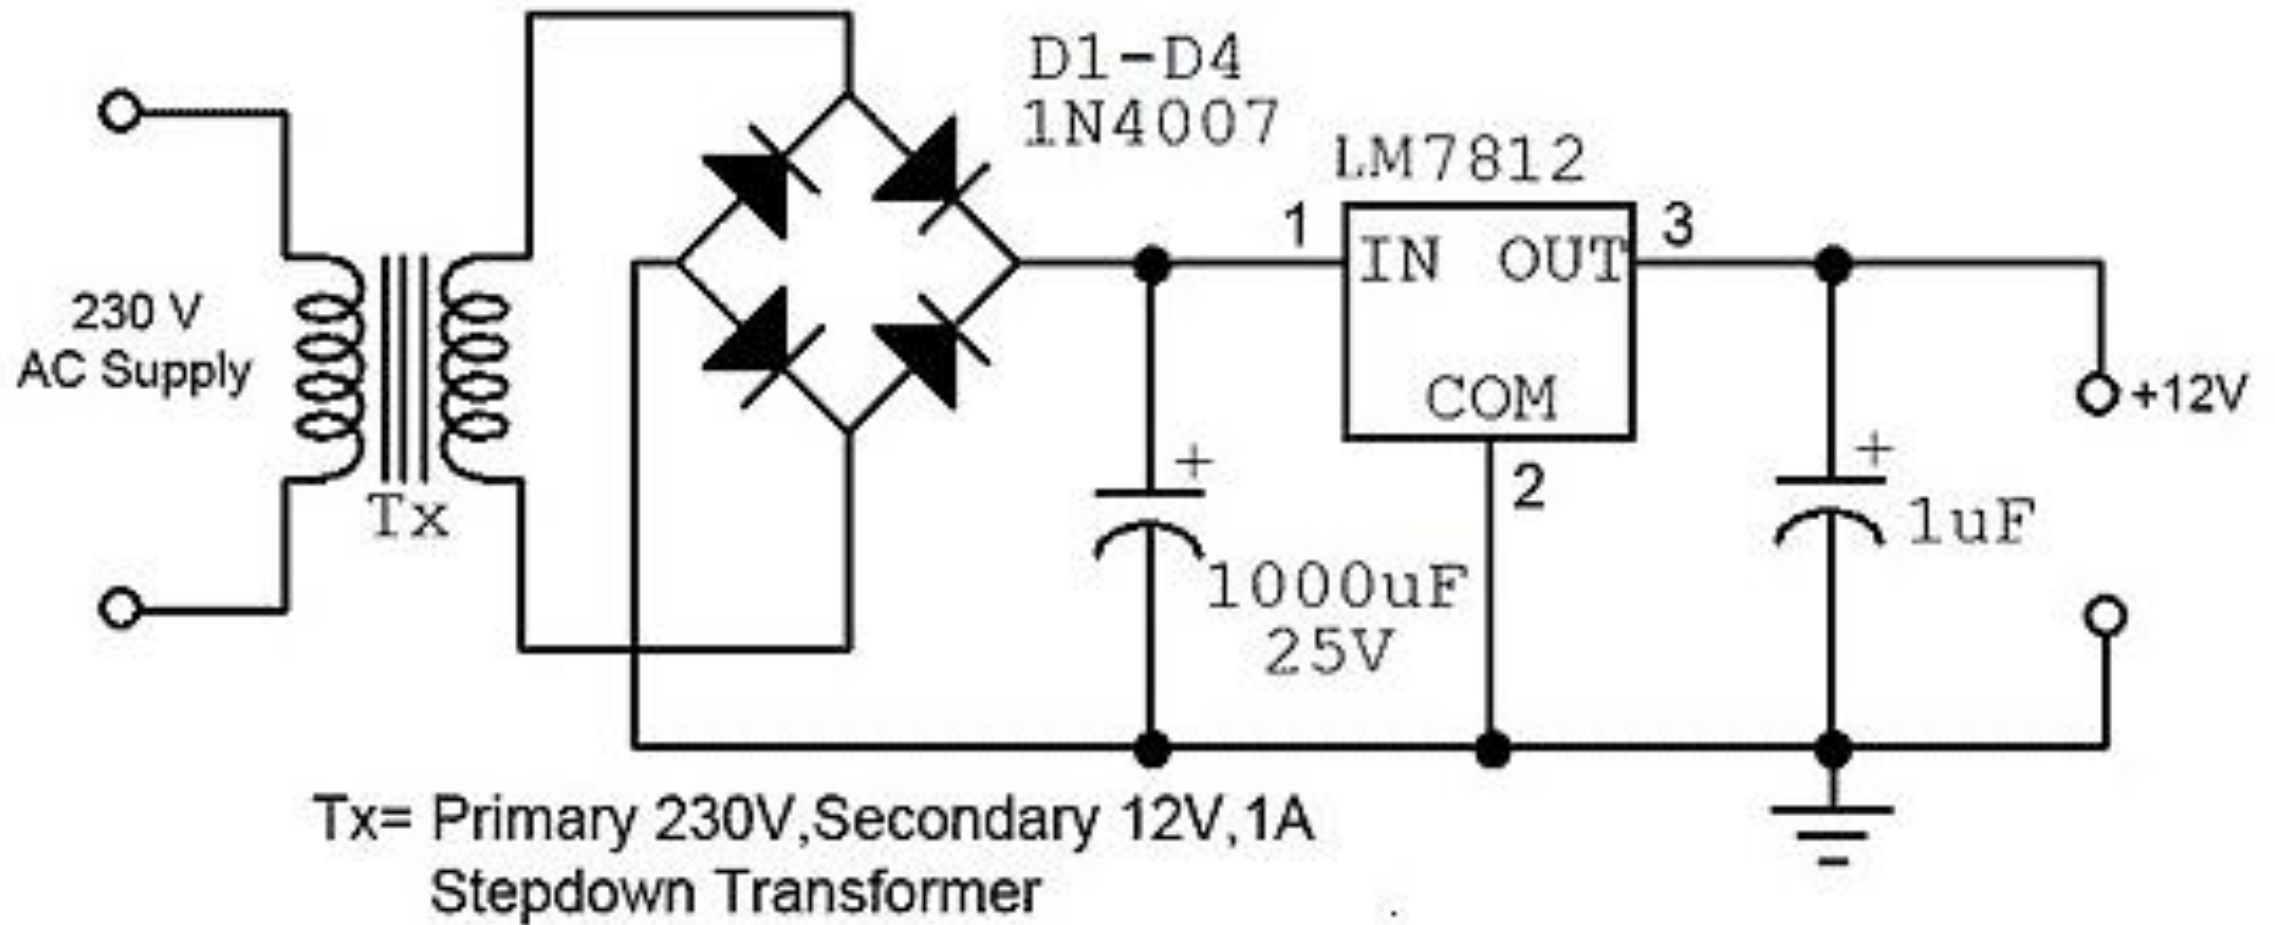 D1-D4
1N4007
LM7812
1
IN
OUT
3
230 V
AC Supply
COM
+12V
+
2
+
Tx
1uF
1000uF
25V
Tx= Primary 230V,Secondary 12V,1A
Stepdown Transformer